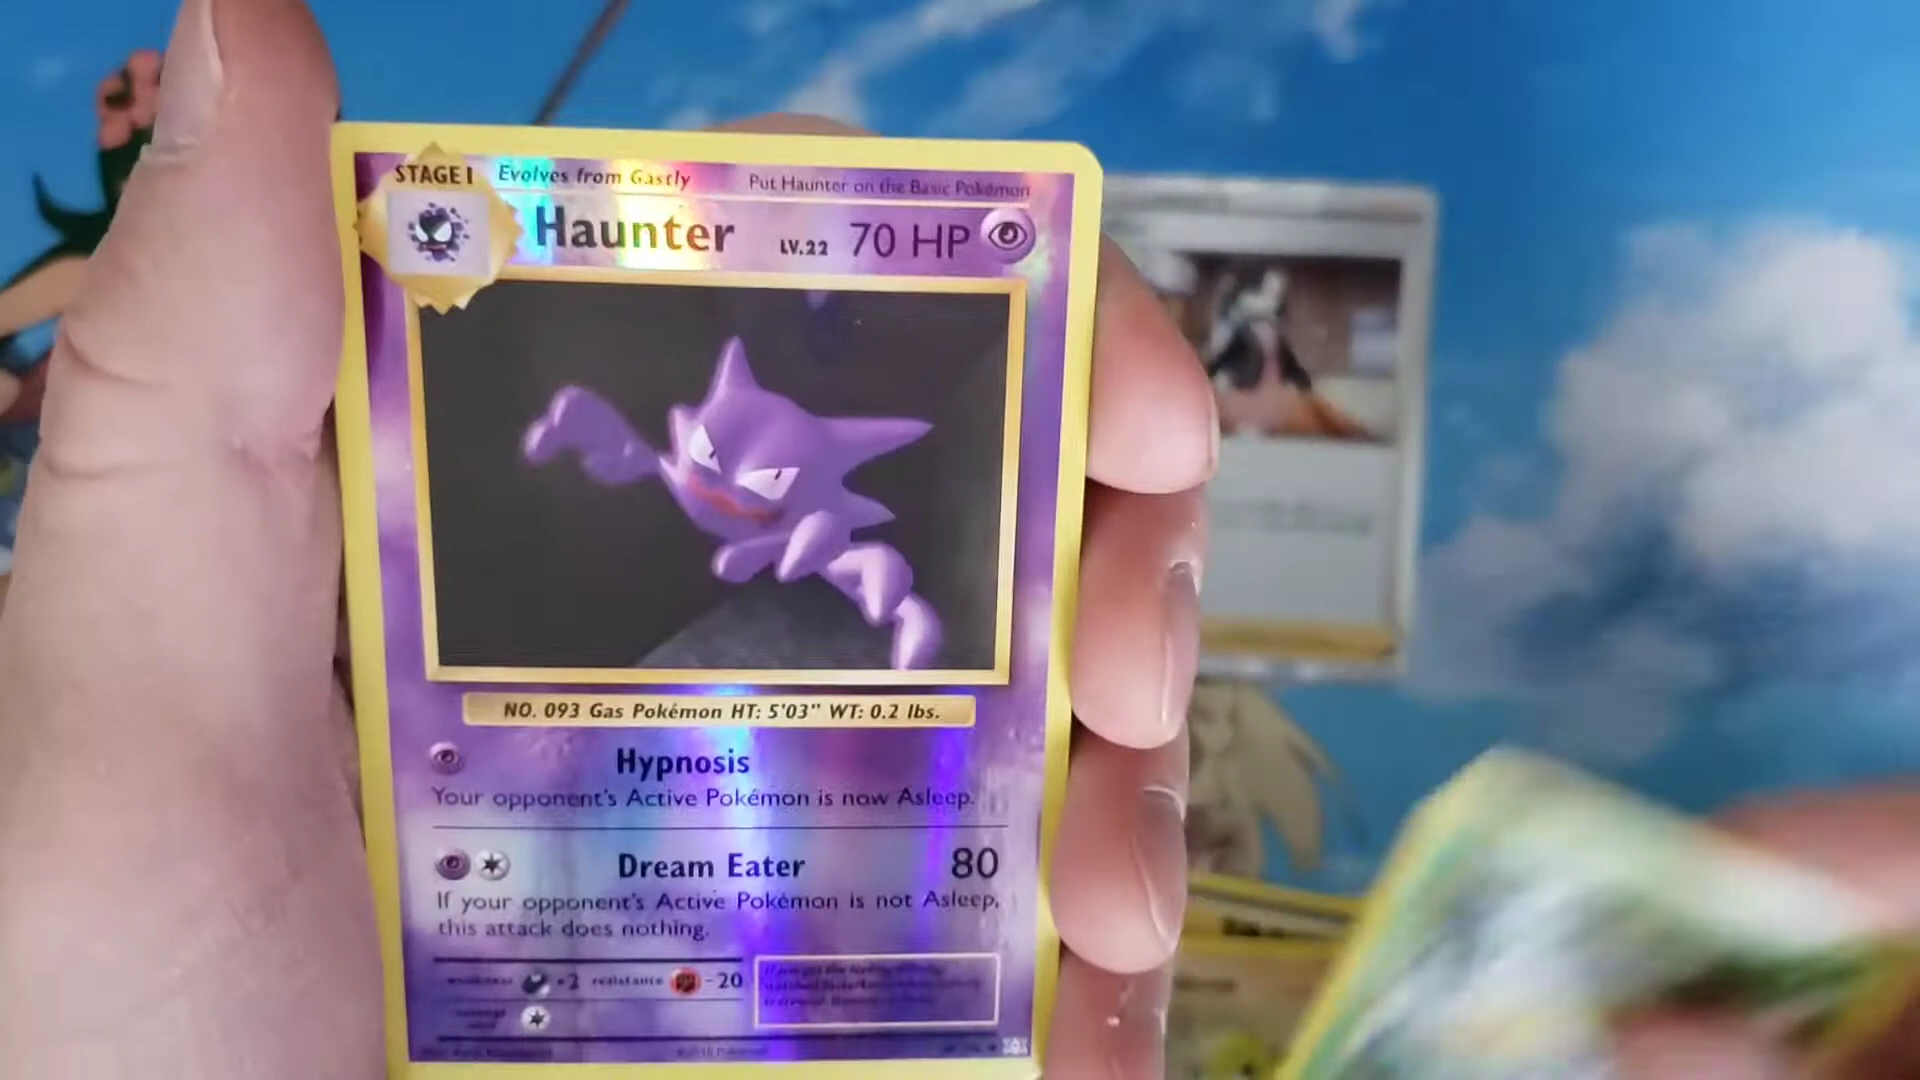 STAGE 1 Evolves from Gastly Put Haunter on the Basic Pokémon
Haunter LV.22 70 HP
NO. 093 Gas Pokémon HT: 5'03" WT: 0.2 lbs.
Hypnosis
Your opponent's Active Pokémon is now Asleep.
Dream Eater 80
If your opponent's Active Pokémon is not Asleep,
this attack does nothing.
weakness ×2 resistance -20